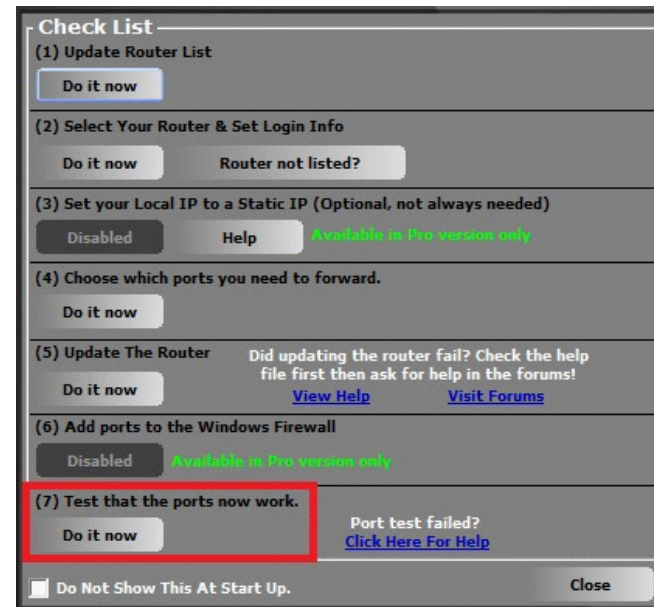 Check List
(1) Update Router List
Do it now
(2) Select Your Router & Set Login Info
Do it now Router not listed?
(3) Set your Local IP to a Static IP (Optional, not always needed)
Disabled Help Available in Pro version only
(4) Choose which ports you need to forward.
Do it now
(5) Update The Router Did updating the router fail? Check the help
file first then ask for help in the forums!
Do it now View Help Visit Forums
(6) Add ports to the Windows Firewall
Disabled Available in Pro version only
(7) Test that the ports now work.
Port test failed?
Do it now Click Here For Help
Do Not Show This At Start Up. Close